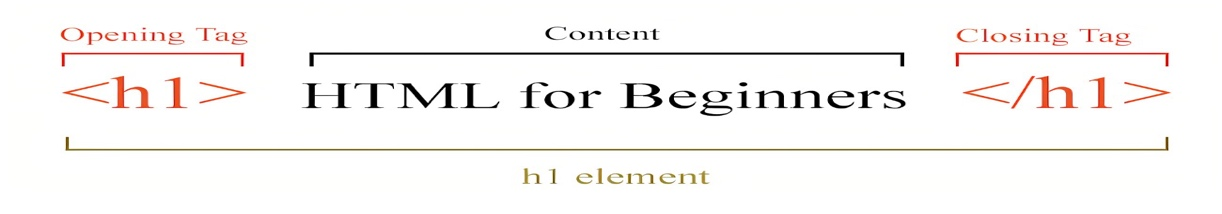 Opening Tag Content Closing Tag
<h1> HTML for Beginners </h1>
h1 element